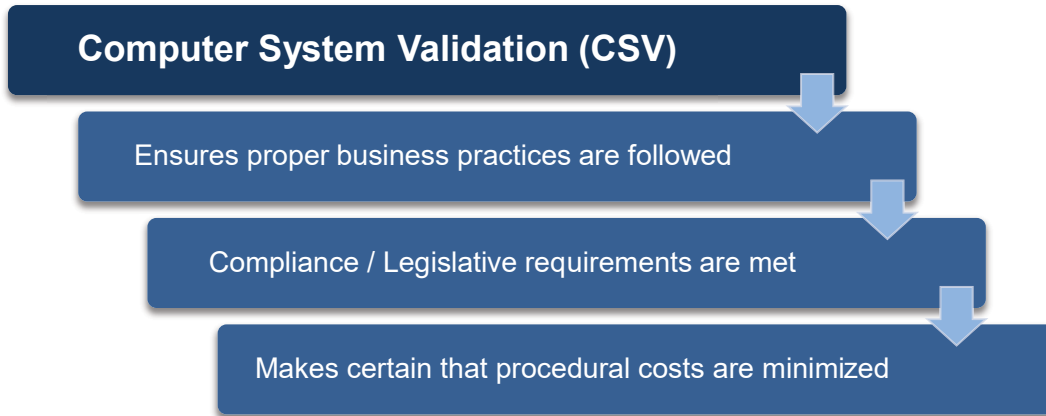 Computer System Validation (CSV)
Ensures proper business practices are followed
Compliance / Legislative requirements are met
Makes certain that procedural costs are minimized